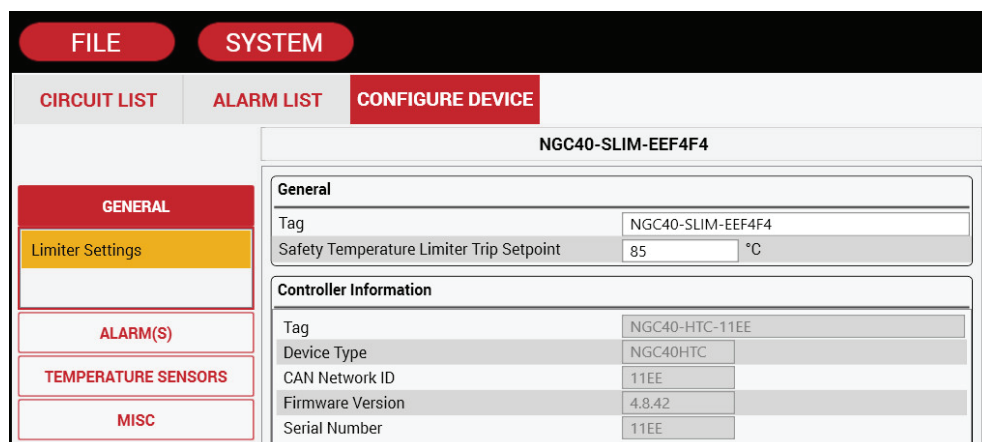 FILE SYSTEM
CIRCUIT LIST ALARM LIST CONFIGURE DEVICE
NGC40-SLIM-EEF4F4
GENERAL
Limiter Settings
ALARM(S)
TEMPERATURE SENSORS
MISC
General
Tag NGC40-SLIM-EEF4F4
Safety Temperature Limiter Trip Setpoint 85 °C
Controller Information
Tag NGC40-HTC-11EE
Device Type NGC40HTC
CAN Network ID 11EE
Firmware Version 4.8.42
Serial Number 11EE